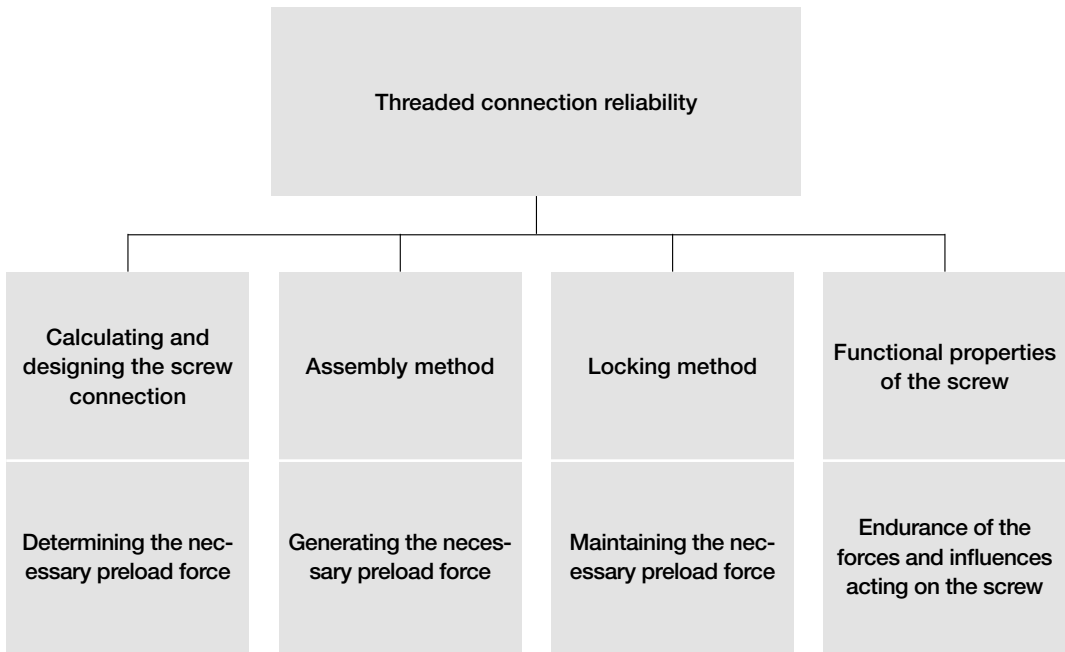 Threaded connection reliability
Calculating and
designing the screw
connection
Assembly method
Locking method
Functional properties
of the screw
Determining the nec-
essary preload force
Generating the neces-
sary preload force
Maintaining the nec-
essary preload force
Endurance of the
forces and influences
acting on the screw